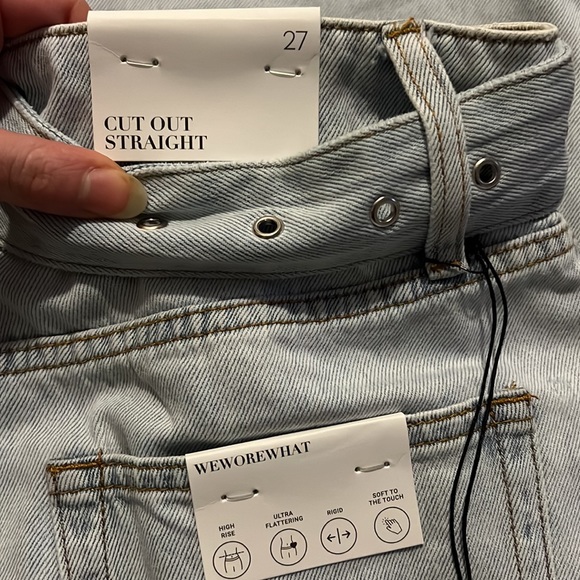 27
CUT OUT
STRAIGHT
WEWOREWHAT
HIGH
RISE
ULTRA
FLATTERING
RIGID
SOFT TO
THE TOUCH